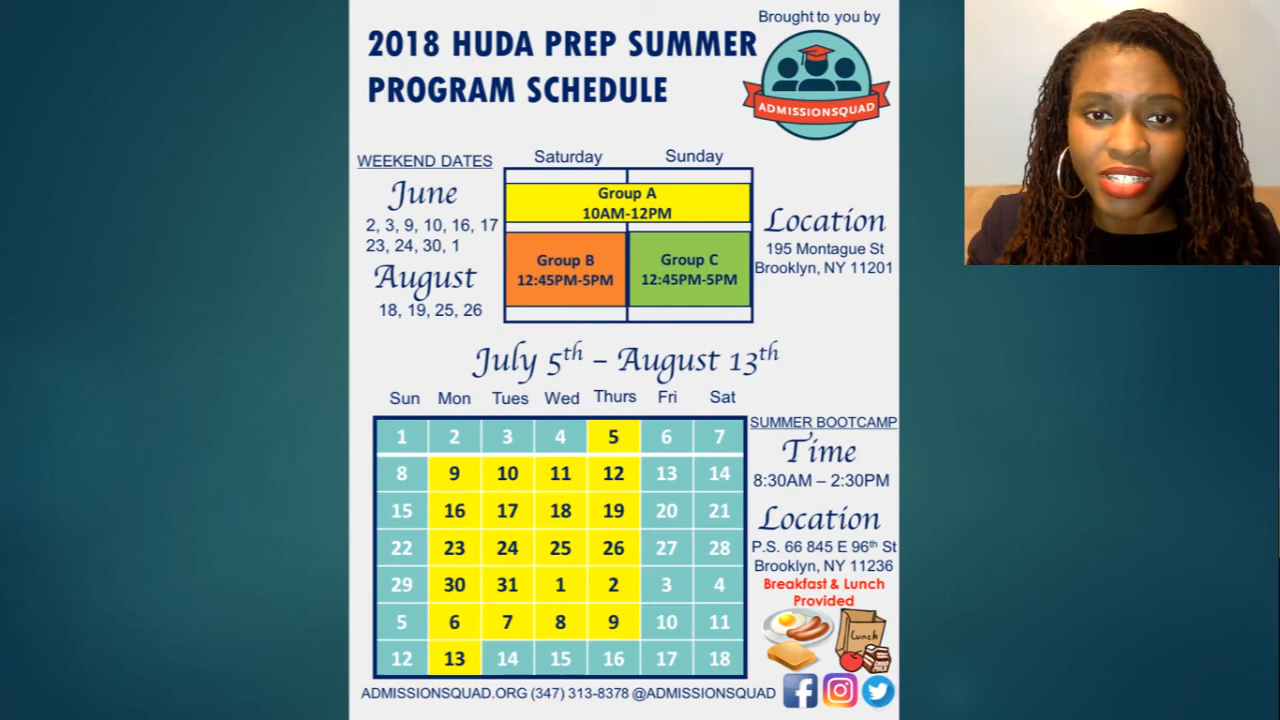 Brought to you by
2018 HUDA PREP SUMMER
PROGRAM SCHEDULE
ADMISSIONSQUAD
WEEKEND DATES
June
2, 3, 9, 10, 16, 17
23, 24, 30, 1
August
18, 19, 25, 26
Saturday Sunday
Group A
10AM-12PM
Group B
12:45PM-5PM
Group C
12:45PM-5PM
Location
195 Montague St
Brooklyn, NY 11201
July 5th – August 13th
Sun Mon Tues Wed Thurs Fri Sat
1 2 3 4 5 6 7
8 9 10 11 12 13 14
15 16 17 18 19 20 21
22 23 24 25 26 27 28
29 30 31 1 2 3 4
5 6 7 8 9 10 11
12 13 14 15 16 17 18
SUMMER BOOTCAMP
Time
8:30AM – 2:30PM
Location
P.S. 66 845 E 96th St
Brooklyn, NY 11236
Breakfast & Lunch
Provided
Lunch
ADMISSIONSQUAD.ORG (347) 313-8378 @ADMISSIONSQUAD